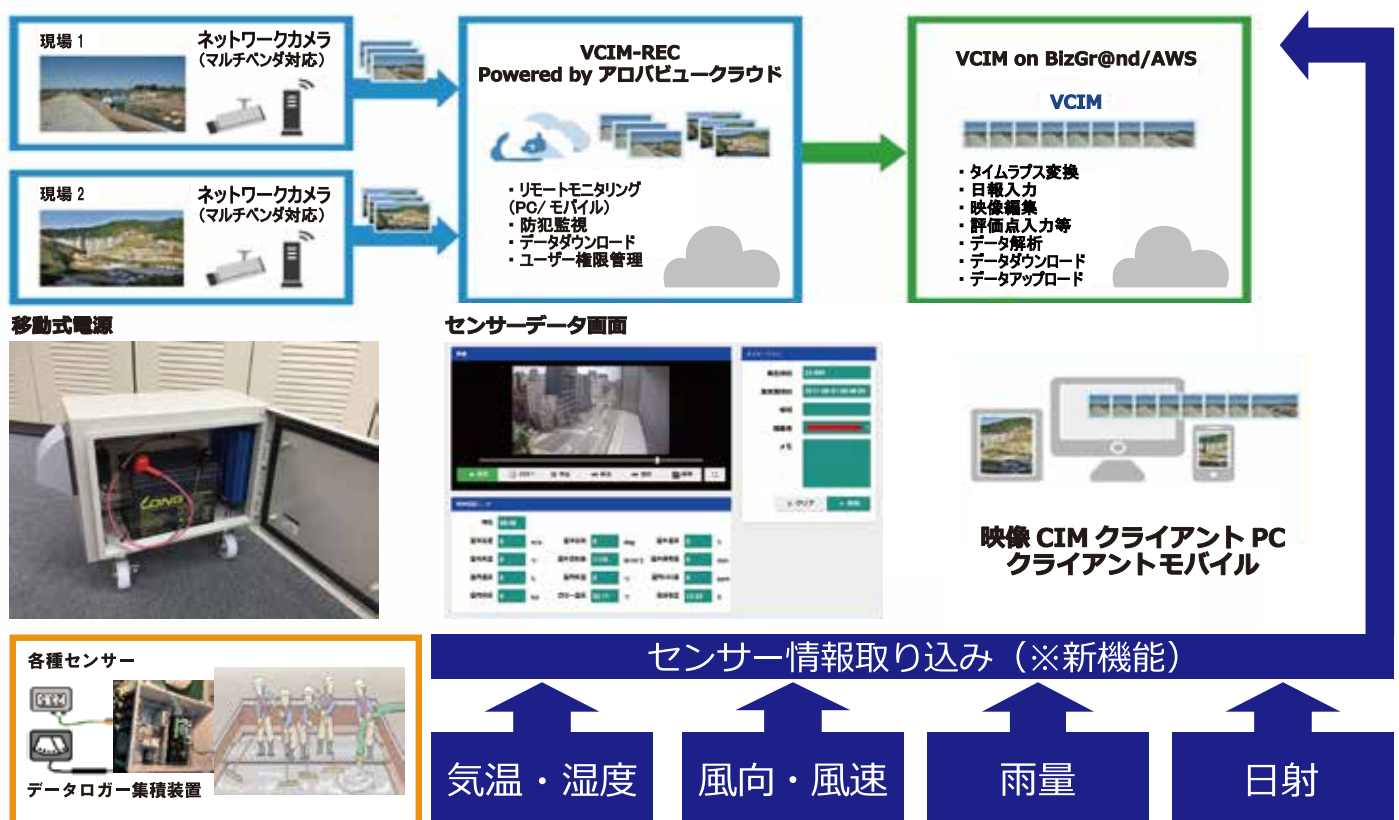 現場 1
ネットワークカメラ
(マルチベンダ対応)
現場 2
ネットワークカメラ
(マルチベンダ対応)
VCIM-REC
Powered by アロバビュークラウド
・リモートモニタリング
(PC/ モバイル)
・防犯監視
・データダウンロード
・ユーザー権限管理
VCIM on BizGr@nd/AWS
VCIM
・タイムラプス変換
・日報入力
・映像編集
・評価点入力等
・データ解析
・データダウンロード
・データアップロード
移動式電源
LONG
センサーデータ画面
映像
メモ
クリア
映像 CIM クライアント PC
クライアントモバイル
各種センサー
データロガー集積装置
センサー情報取り込み（※新機能）
気温・湿度
風向・風速
雨量
日射